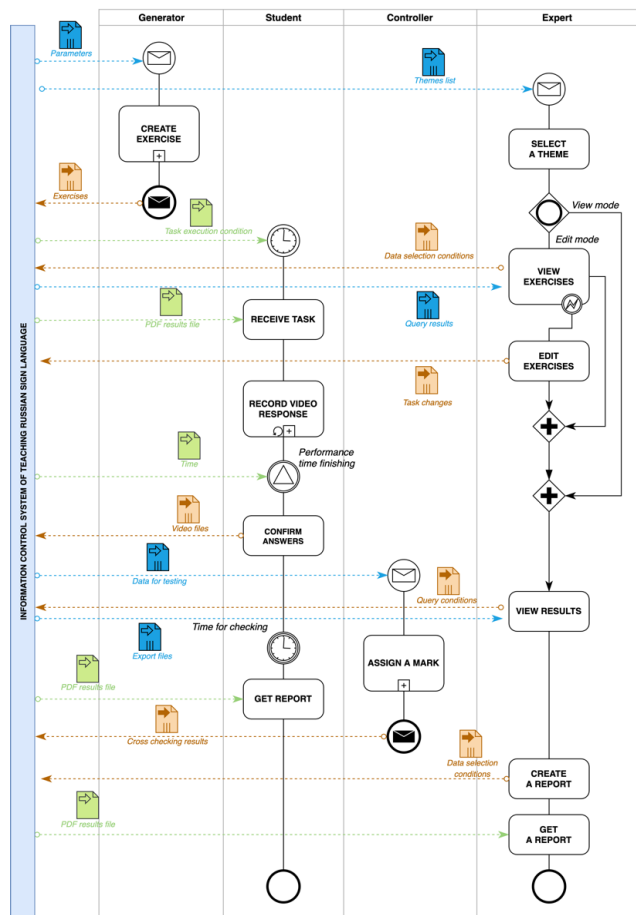 Generator
Student
Controller
Expert
Parameters
Themes list
CREATE
EXERCISE
SELECT
A THEME
Exercises
View mode
Task execution condition
Edit mode
Data selection conditions
VIEW
EXERCISES
RECEIVE TASK
PDF results file
Query results
EDIT
EXERCISES
RECORD VIDEO
RESPONSE
Task changes
Performance
time finishing
Time
Video files
CONFIRM
ANSWERS
Data for testing
Query conditions
VIEW RESULTS
Time for checking
Export files
ASSIGN A MARK
PDF results file
GET REPORT
Cross checking results
Data selection
conditions
CREATE
A REPORT
PDF results file
GET
A REPORT
INFORMATION CONTROL SYSTEM OF TEACHING RUSSIAN SIGN LANGUAGE